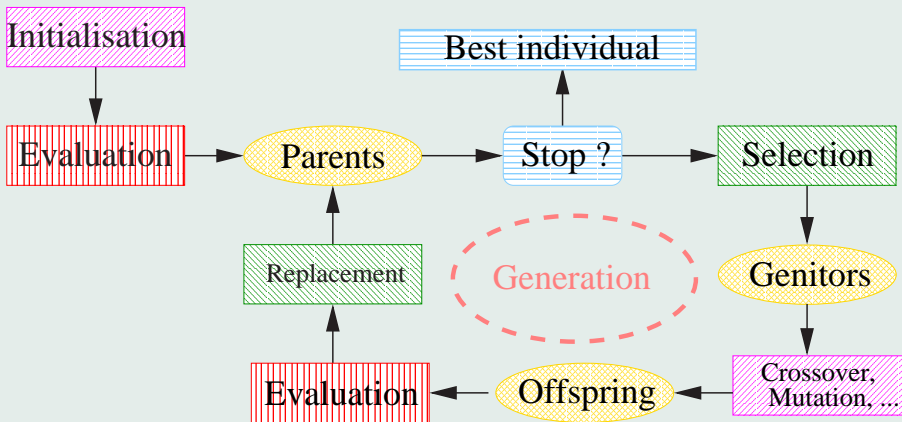 Initialisation
Best individual
Evaluation
Parents
Stop ?
Selection
Replacement
Generation
Genitors
Evaluation
Offspring
Crossover,
Mutation, ...